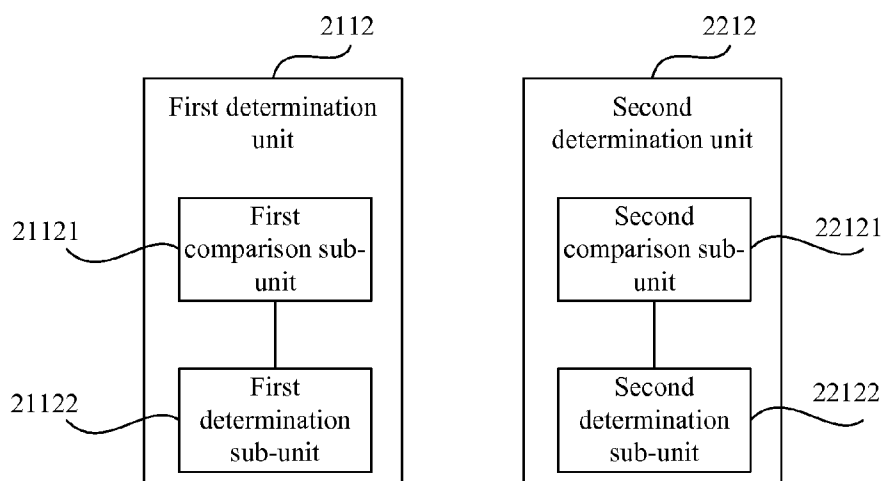 2112
First determination
unit
21121
First
comparison sub-
unit
21122
First
determination
sub-unit
2212
Second
determination unit
Second
comparison sub-
unit
22121
Second
determination
sub-unit
22122